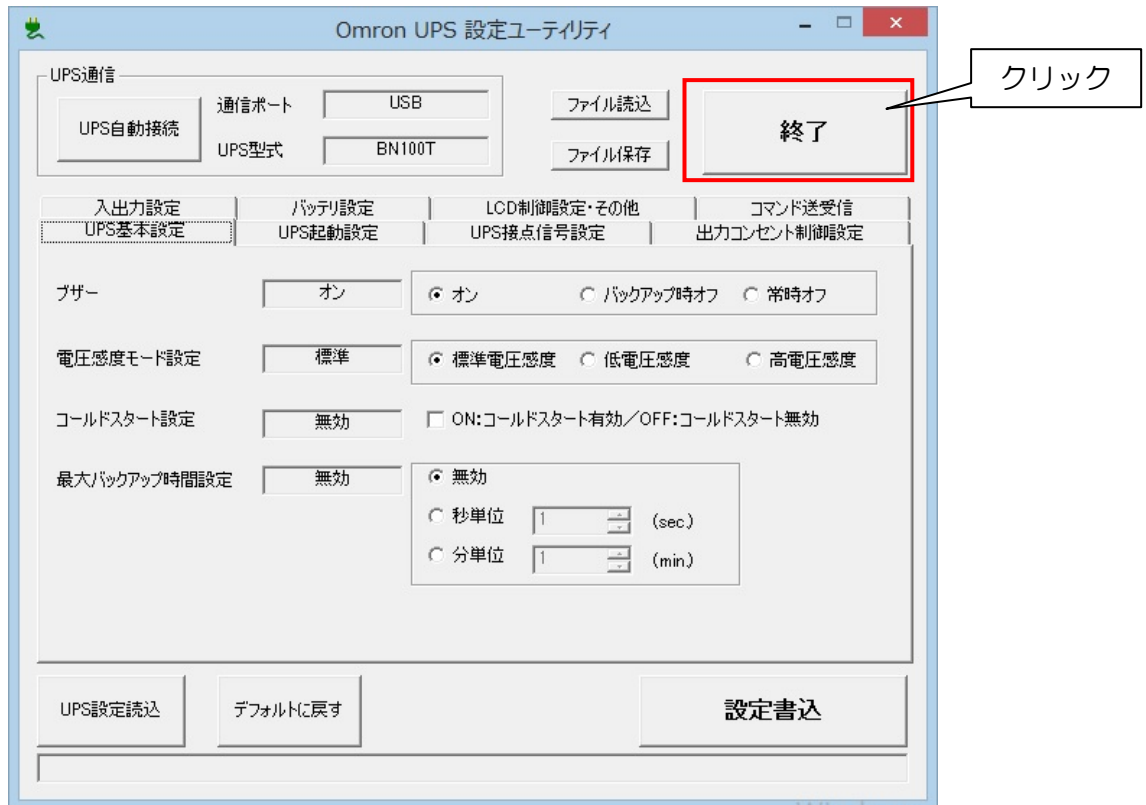 Omron UPS 設定ユーティリティ
UPS通信
UPS自動接続
通信ポート USB
UPS型式 BN100T
ファイル読込
ファイル保存
終了
クリック
入出力設定 バッテリ設定 LCD制御設定・その他 コマンド送受信
UPS基本設定 UPS起動設定 UPS接点信号設定 出力コンセント制御設定
ブザー オン オン バックアップ時オフ 常時オフ
電圧感度モード設定 標準 標準電圧感度 低電圧感度 高電圧感度
コールドスタート設定 無効 ON:コールドスタート有効/OFF:コールドスタート無効
最大バックアップ時間設定 無効 無効
秒単位 1 (sec.)
分単位 1 (min.)
UPS設定読込 デフォルトに戻す 設定書込